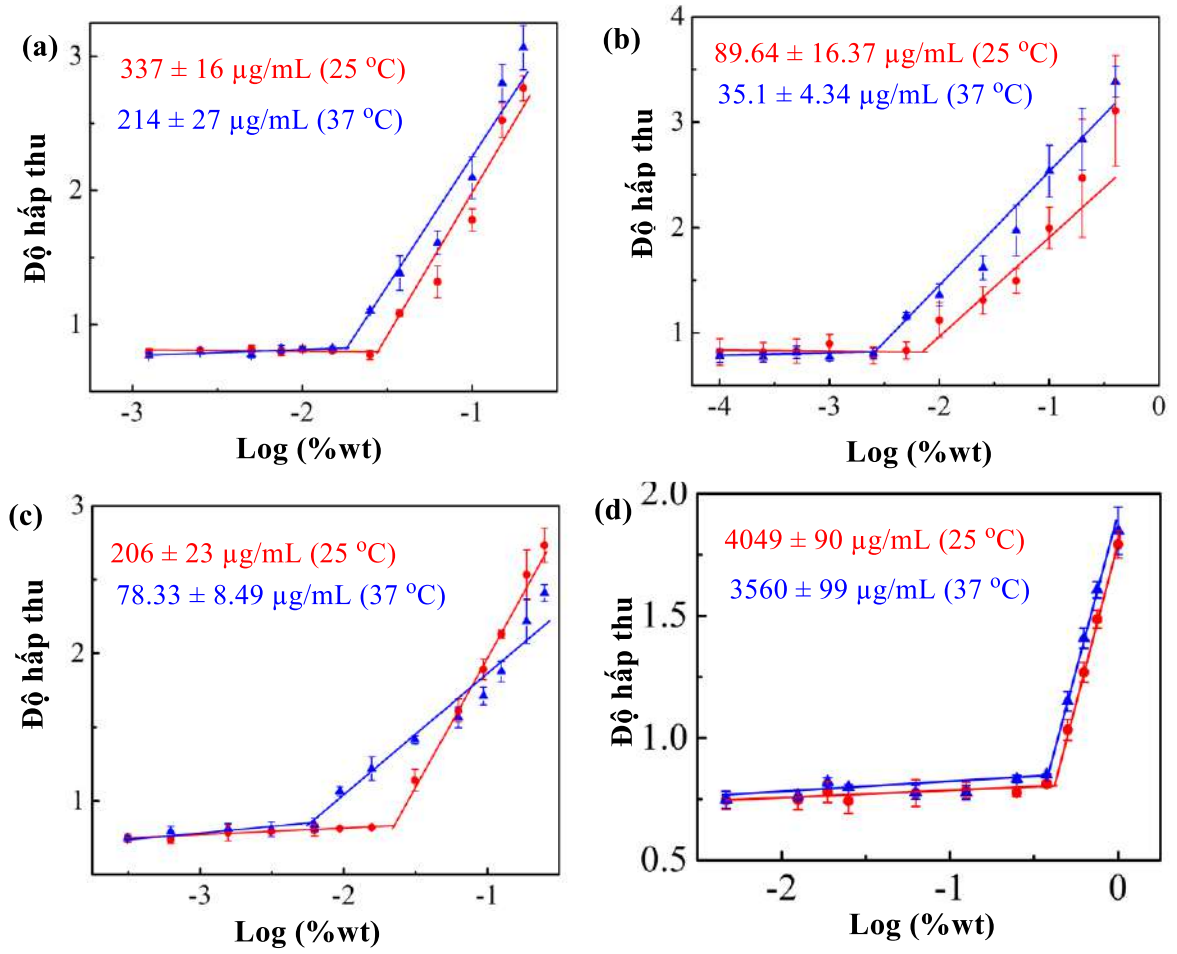 (a)
337 ± 16 µg/mL (25 °C)
214 ± 27 µg/mL (37 °C)
Độ hấp thu
3
2
1
-3
-2
-1
Log (%wt)
(b)
89.64 ± 16.37 µg/mL (25 °C)
35.1 ± 4.34 µg/mL (37 °C)
Độ hấp thu
4
3
2
1
-4
-3
-2
-1
0
Log (%wt)
(c)
206 ± 23 µg/mL (25 °C)
78.33 ± 8.49 µg/mL (37 °C)
Độ hấp thu
3
2
1
-3
-2
-1
Log (%wt)
(d)
4049 ± 90 µg/mL (25 °C)
3560 ± 99 µg/mL (37 °C)
Độ hấp thu
2.0
1.5
1.0
0.5
-2
-1
0
Log (%wt)